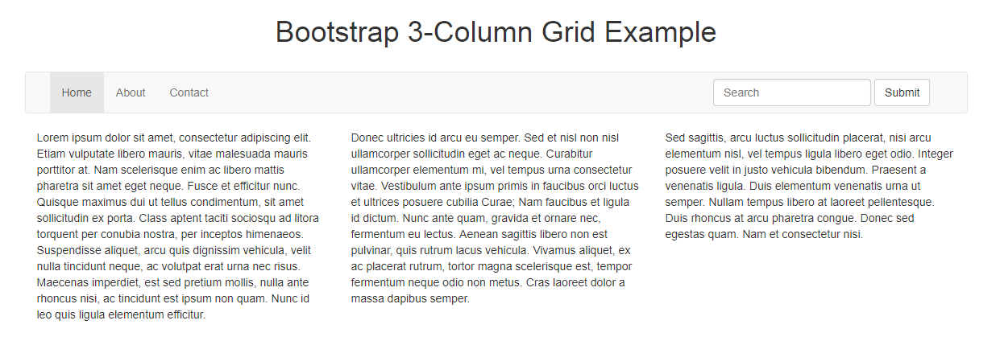 Bootstrap 3-Column Grid Example
Home About Contact Search Submit
Lorem ipsum dolor sit amet, consectetur adipiscing elit.
Etiam vulputate libero mauris, vitae malesuada mauris
porttitor at. Nam scelerisque enim ac libero mattis
pharetra sit amet eget neque. Fusce et efficitur nunc.
Quisque maximus dui ut tellus condimentum, sit amet
sollicitudin ex porta. Class aptent taciti sociosqu ad litora
torquent per conubia nostra, per inceptos himenaeos.
Suspendisse aliquet, arcu quis dignissim vehicula, velit
nulla tincidunt neque, ac volutpat erat urna nec risus.
Maecenas imperdiet, est sed pretium mollis, nulla ante
rhoncus nisi, ac tincidunt est ipsum non quam. Nunc id
leo quis ligula elementum efficitur.
Donec ultricies id arcu eu semper. Sed et nisl non nisl
ullamcorper sollicitudin eget ac neque. Curabitur
ullamcorper elementum mi, vel tempus urna consectetur
vitae. Vestibulum ante ipsum primis in faucibus orci luctus
et ultrices posuere cubilia Curae; Nam faucibus et ligula
id dictum. Nunc ante quam, gravida et ornare nec,
fermentum eu lectus. Aenean sagittis libero non est
pulvinar, quis rutrum lacus vehicula. Vivamus aliquet, ex
ac placerat rutrum, tortor magna scelerisque est, tempor
fermentum neque odio non metus. Cras laoreet dolor a
massa dapibus semper.
Sed sagittis, arcu luctus sollicitudin placerat, nisi arcu
elementum nisl, vel tempus ligula libero eget odio. Integer
posuere velit in justo vehicula bibendum. Praesent a
venenatis ligula. Duis elementum venenatis urna ut
semper. Nullam tempus libero at laoreet pellentesque.
Duis rhoncus at arcu pharetra congue. Donec sed
egestas quam. Nam et consectetur nisi.